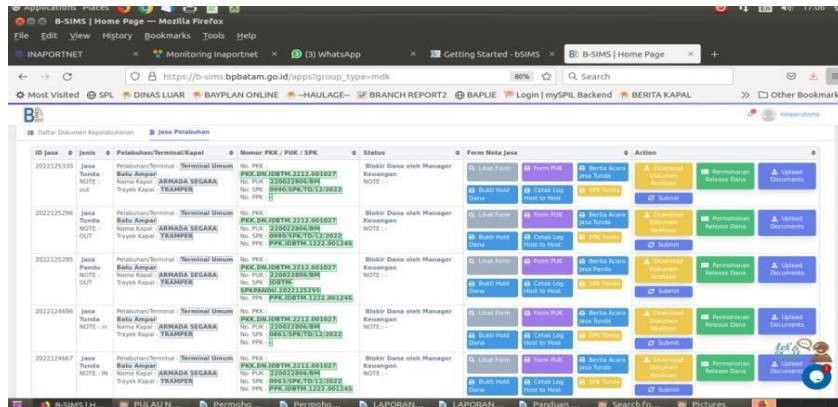 Applications Places
17:06
B-SIMS | Home Page — Mozilla Firefox
File Edit View History Bookmarks Tools Help
INAPORTNET × Monitoring Inaportnet × (3) WhatsApp × Getting Started - bSIMS × B-SIMS | Home Page × +
https://b-sims.bpbatam.go.id/apps?group_type=mdk 80% Search
Most Visited SPL DINAS LUAR BAYPLAN ONLINE --HAULAGE-- BRANCH REPORT2 BAPLIE Login | mySPIL Backend BERITA KAPAL Other Bookmark
ridwanutoma
Daftar Dokumen Kepelabuhanan Jasa Pelabuhan
ID Jasa Jenis Pelabuhan/Terminal/Kapal Nomor PKK / PUK / SPK Status Form Nota Jasa Action
2022125330 Jasa Tunda NOTE : out
Pelabuhan/Terminal : Terminal Umum Batu Ampar
Nama Kapal : ARMADA SEGARA
Trayek Kapal : TRAMPER
No. PKK : PKK.DN.IDBTM.2212.001027
No. PUK : 220022806/BM
No. SPK : 0990/SPK/TD/12/2022
No. PPK :
Blokir Dana oleh Manager Keuangan
NOTE : -
Lihat Form Form PUK Berita Acara Jasa Tunda
Bukti Hold Dana Cetak Log Host to Host SPK Tunda
Download Dokumen Realisasi Permohonan Release Dana Upload Documents
Submit
2022125296 Jasa Tunda NOTE : OUT
Pelabuhan/Terminal : Terminal Umum Batu Ampar
Nama Kapal : ARMADA SEGARA
Trayek Kapal : TRAMPER
No. PKK : PKK.DN.IDBTM.2212.001027
No. PUK : 220022806/BM
No. SPK : 0989/SPK/TD/12/2022
No. PPK : PPK.IDBTM.1222.001245
Blokir Dana oleh Manager Keuangan
NOTE : -
Lihat Form Form PUK Berita Acara Jasa Tunda
Bukti Hold Dana Cetak Log Host to Host SPK Tunda
Download Dokumen Realisasi Permohonan Release Dana Upload Documents
Submit
2022125295 Jasa Pandu NOTE : OUT
Pelabuhan/Terminal : Terminal Umum Batu Ampar
Nama Kapal : ARMADA SEGARA
Trayek Kapal : TRAMPER
No. PKK : PKK.DN.IDBTM.2212.001027
No. PUK : 220022806/BM
No. SPK : IDBTM-SPKPANDU-2022125295
No. PPK : PPK.IDBTM.1222.001245
Blokir Dana oleh Manager Keuangan
NOTE : -
Lihat Form Form PUK Berita Acara Jasa Pandu
Bukti Hold Dana Cetak Log Host to Host SPK Pandu
Download Dokumen Realisasi Permohonan Release Dana Upload Documents
Submit
2022124696 Jasa Tunda NOTE : in
Pelabuhan/Terminal : Terminal Umum Batu Ampar
Nama Kapal : ARMADA SEGARA
Trayek Kapal : TRAMPER
No. PKK : PKK.DN.IDBTM.2212.001027
No. PUK : 220022806/BM
No. SPK : 0861/SPK/TD/12/2022
No. PPK :
Blokir Dana oleh Manager Keuangan
NOTE : -
Lihat Form Form PUK Berita Acara Jasa Tunda
Bukti Hold Dana Cetak Log Host to Host SPK Tunda
Download Dokumen Realisasi Permohonan Release Dana Upload Documents
Submit
2022124667 Jasa Tunda NOTE : IN
Pelabuhan/Terminal : Terminal Umum Batu Ampar
Nama Kapal : ARMADA SEGARA
Trayek Kapal : TRAMPER
No. PKK : PKK.DN.IDBTM.2212.001027
No. PUK : 220022806/BM
No. SPK : 0963/SPK/TD/12/2022
No. PPK : PPK.IDBTM.1222.001245
Blokir Dana oleh Manager Keuangan
NOTE : -
Lihat Form Form PUK Berita Acara Jasa Tunda
Bukti Hold Dana Cetak Log Host to Host SPK Tunda
Download Dokumen Realisasi Permohonan Release Dana Upload Documents
Submit
B-SIMS | H... PULAU N... Permoho... Permoho... LAPORAN... LAPORAN... Panduan... Search fo... Pictures